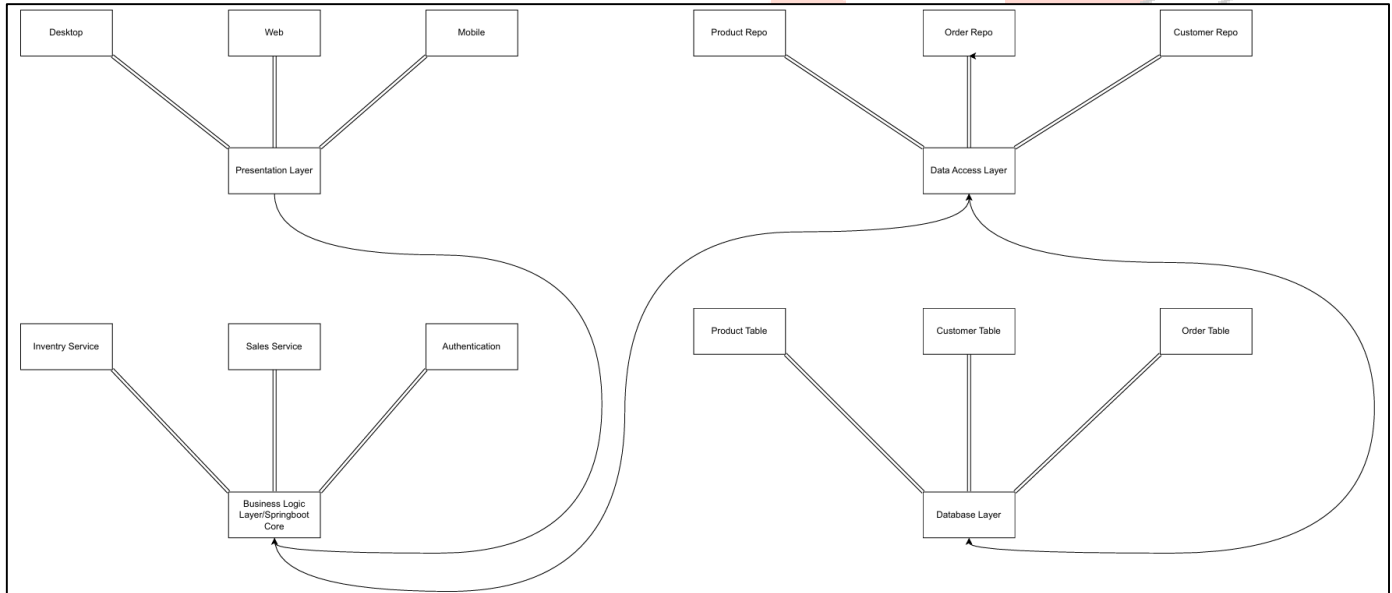 Desktop
Web
Mobile
Product Repo
Order Repo
Customer Repo
Presentation Layer
Data Access Layer
Inventry Service
Sales Service
Authentication
Product Table
Customer Table
Order Table
Business Logic
Layer/Springboot
Core
Database Layer